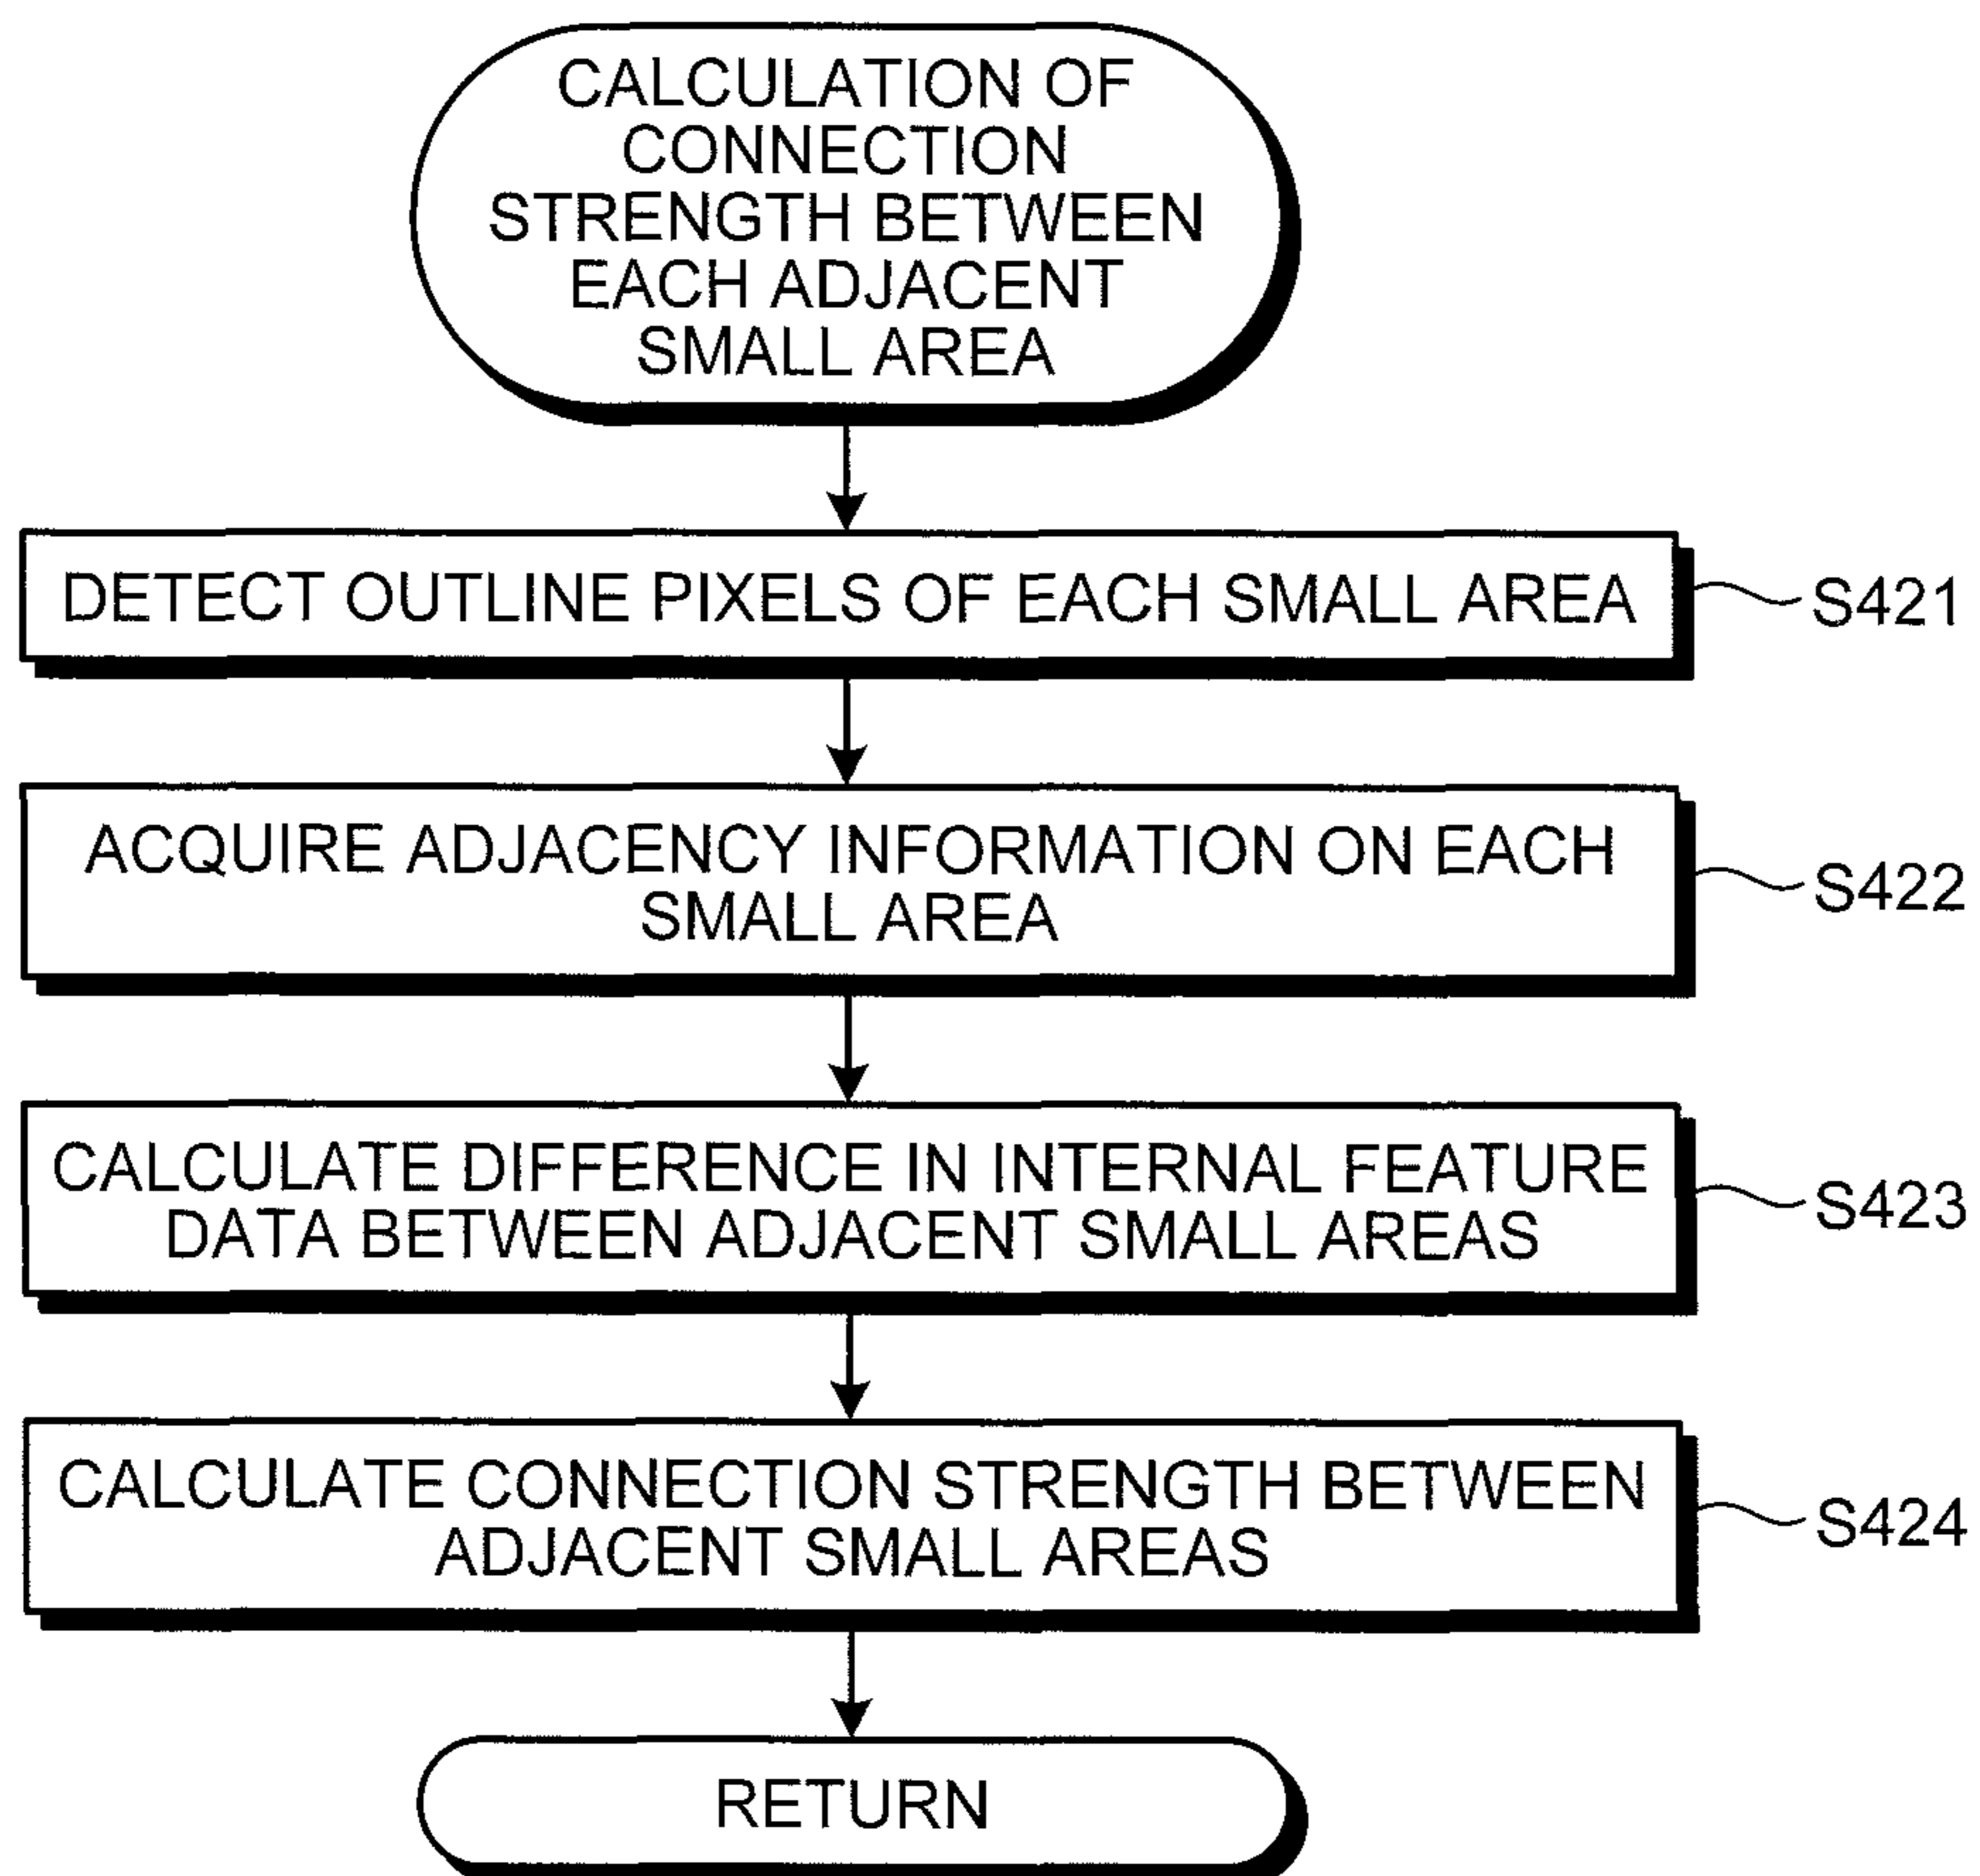 CALCULATION OF
CONNECTION
STRENGTH BETWEEN
EACH ADJACENT
SMALL AREA
DETECT OUTLINE PIXELS OF EACH SMALL AREA
S421
ACQUIRE ADJACENCY INFORMATION ON EACH
SMALL AREA
S422
CALCULATE DIFFERENCE IN INTERNAL FEATURE
DATA BETWEEN ADJACENT SMALL AREAS
S423
CALCULATE CONNECTION STRENGTH BETWEEN
ADJACENT SMALL AREAS
S424
RETURN